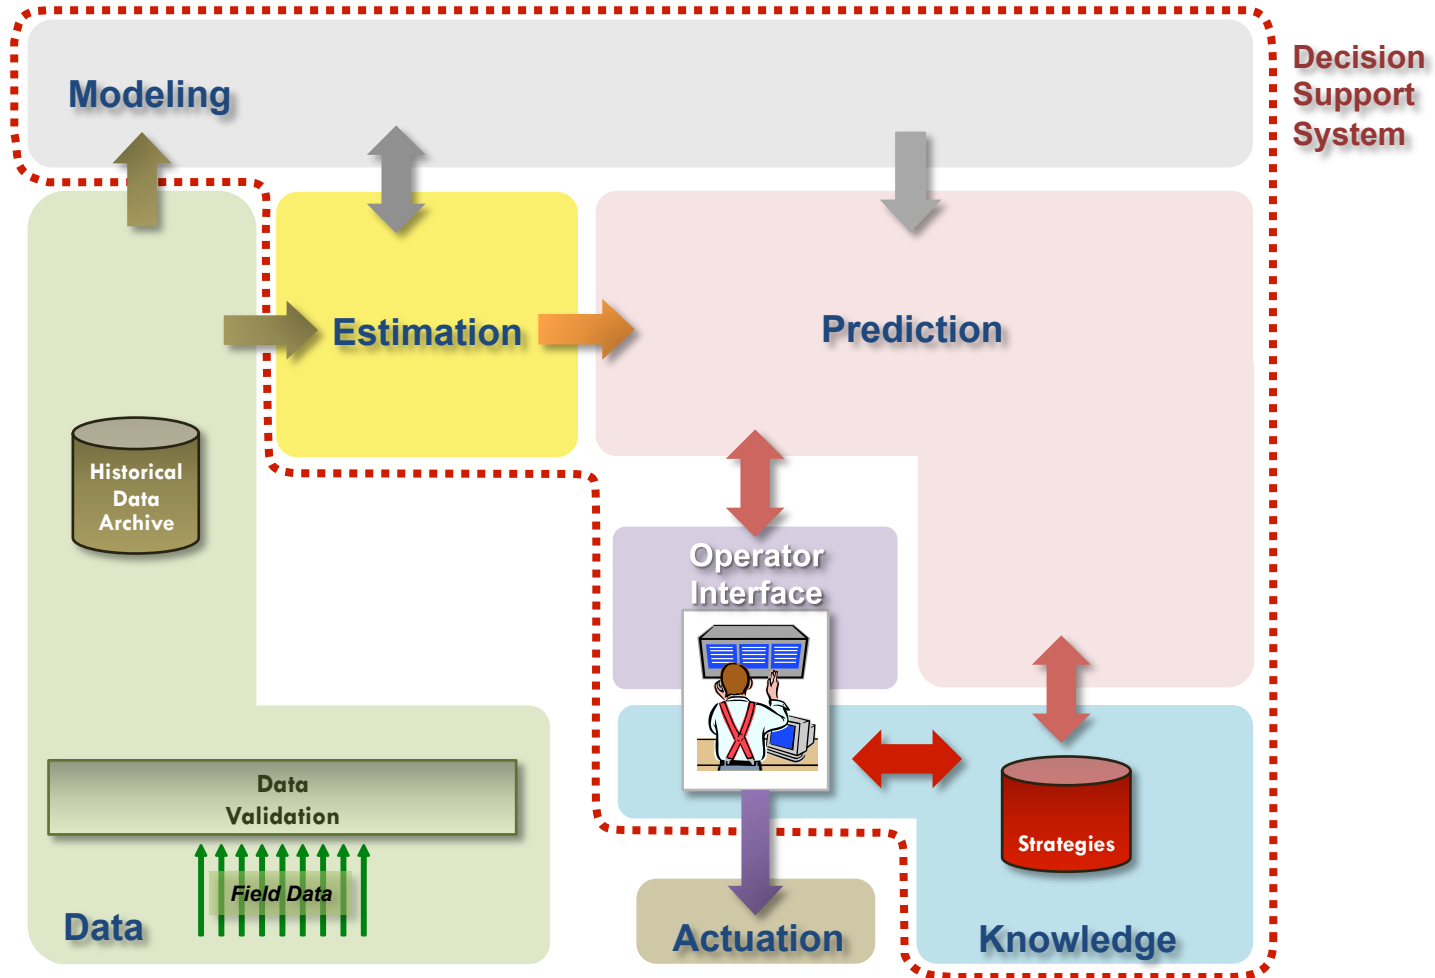 Decision
Support
System
Modeling
Estimation
Prediction
Historical
Data
Archive
Operator
Interface
Data
Validation
Field Data
Strategies
Data
Actuation
Knowledge